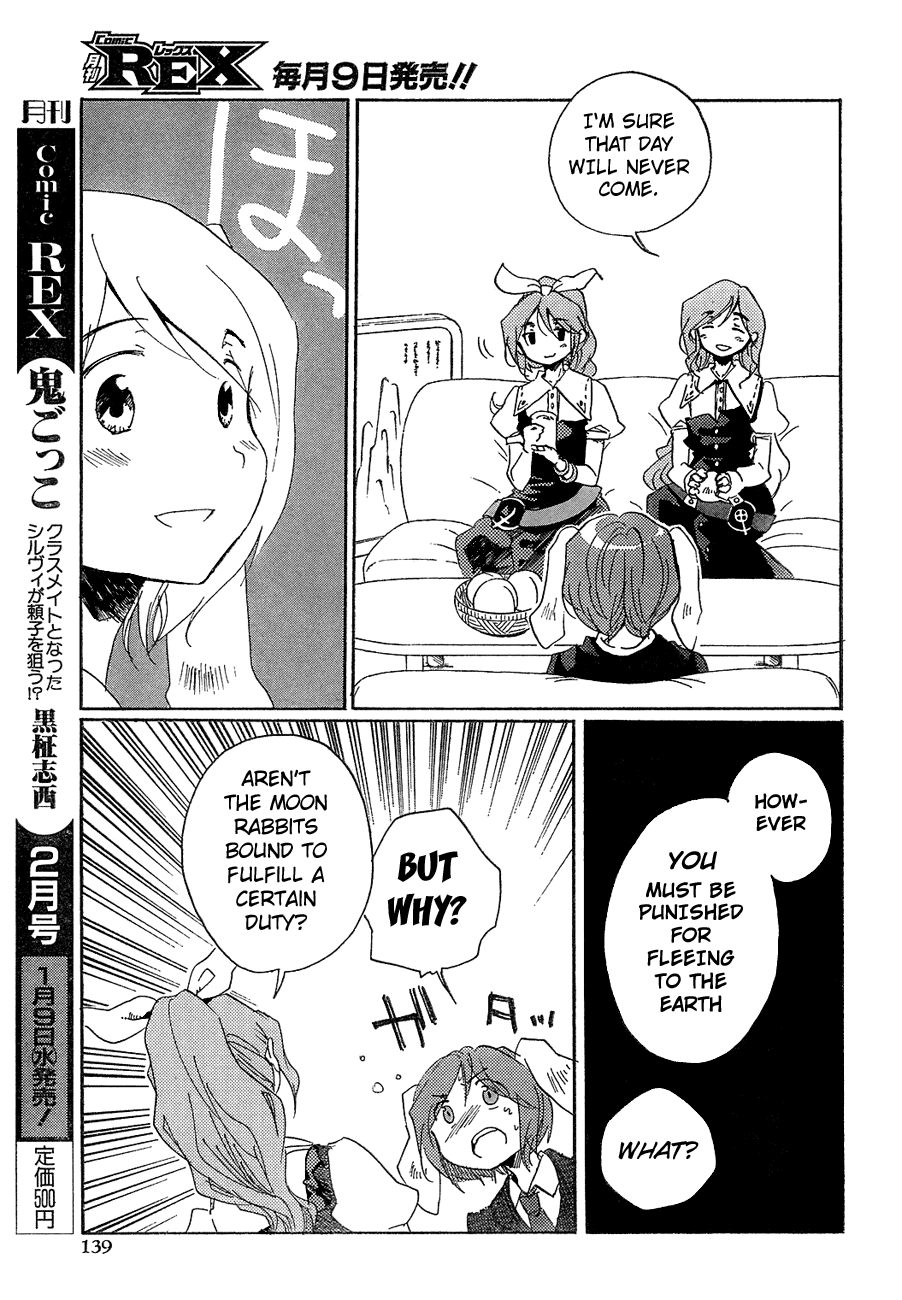 Comic
月刊 REX レックス 毎月9日発売!!
I'M SURE
THAT DAY
WILL NEVER
COME.
ほっ
HOW-
EVER
YOU
MUST BE
PUNISHED
FOR
FLEEING
TO THE
EARTH
WHAT?
BUT
WHY?
AREN'T
THE MOON
RABBITS
BOUND TO
FULFILL A
CERTAIN
DUTY?
ガタッ
月刊
Comic REX
鬼ごっこ
クラスメイトとなった
シルヴィが頼子を狙う!?
黒柾志西
2月号
1月9日(水)発売!
定価500円
139